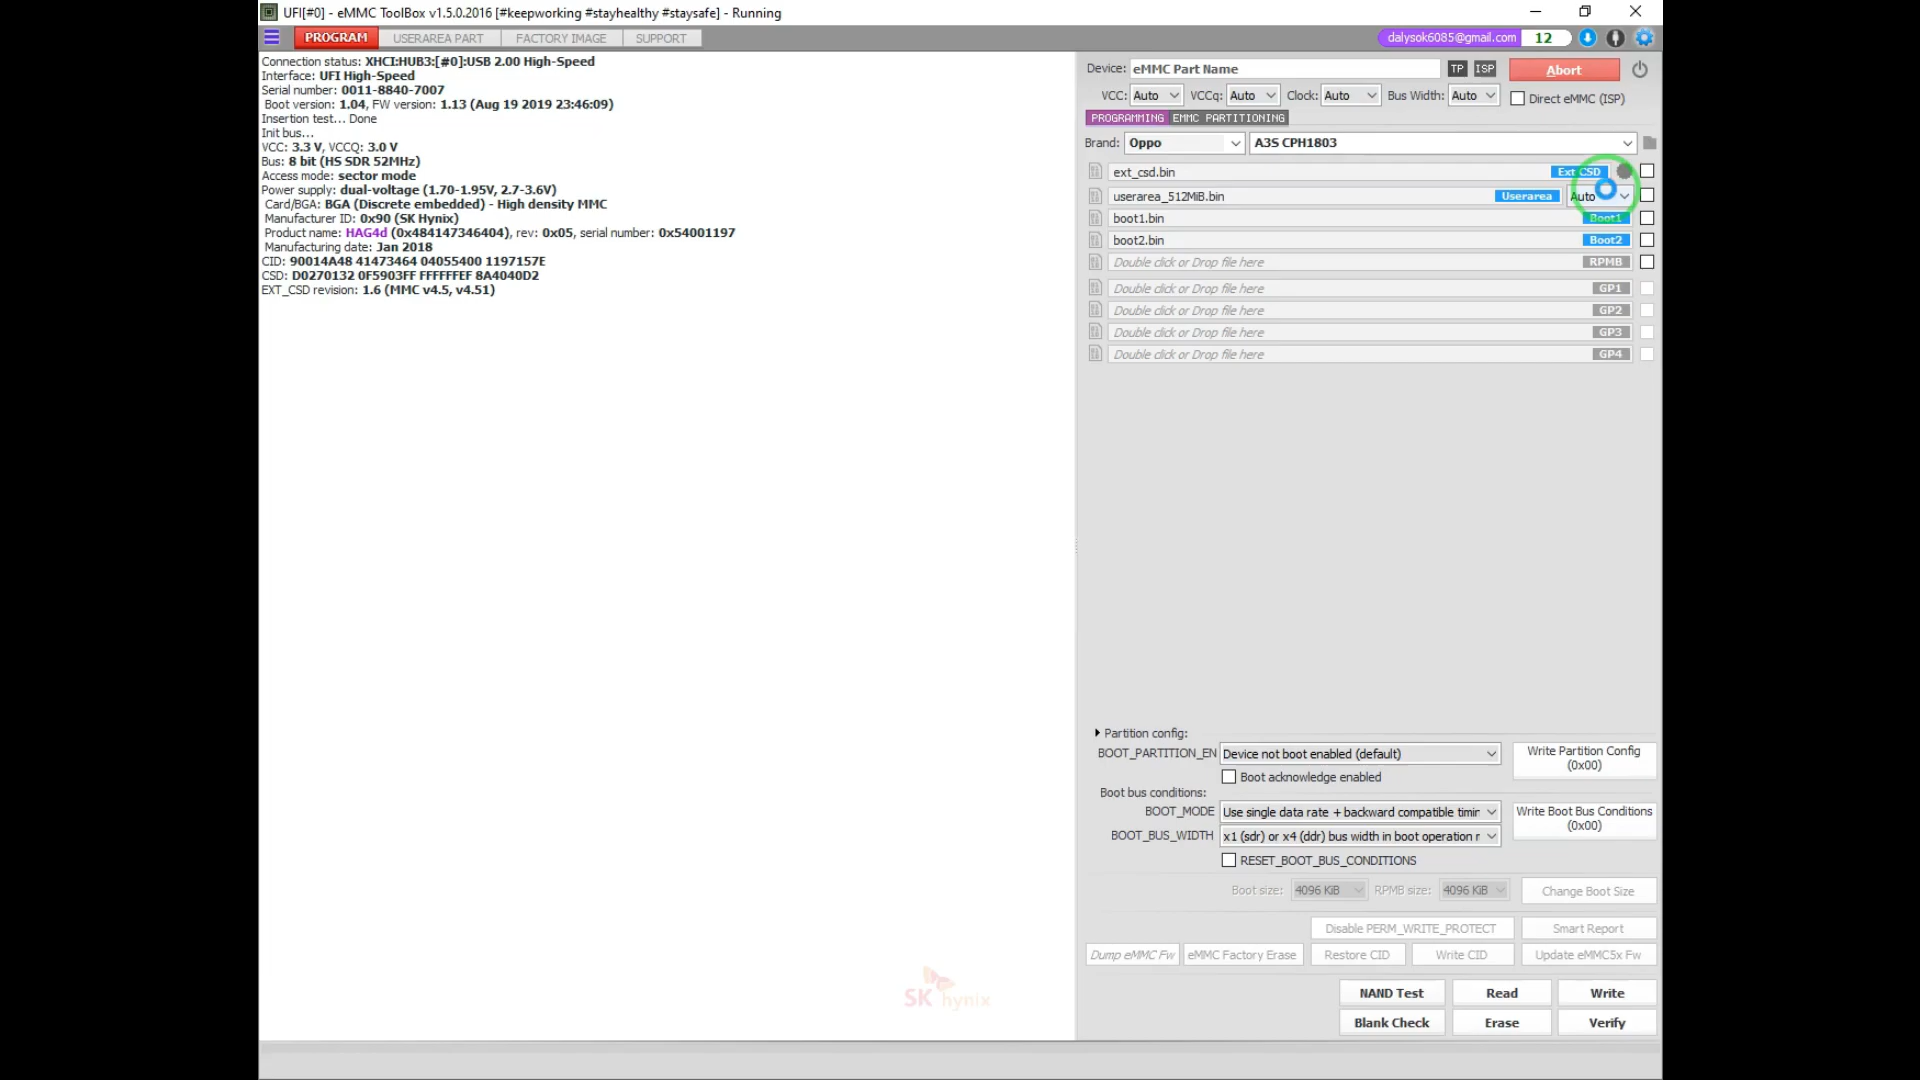 UFI[#0] - eMMC ToolBox v1.5.0.2016 [#keepworking #stayhealthy #staysafe] - Running
PROGRAM USERAREA PART FACTORY IMAGE SUPPORT dalysok6085@gmail.com 12
Connection status: XHCI:HUB3:[#0]:USB 2.00 High-Speed
Interface: UFI High-Speed
Serial number: 0011-8840-7007
Boot version: 1.04, FW version: 1.13 (Aug 19 2019 23:46:09)
Insertion test... Done
Init bus...
VCC: 3.3 V, VCCQ: 3.0 V
Bus: 8 bit (HS SDR 52MHz)
Access mode: sector mode
Power supply: dual-voltage (1.70-1.95V, 2.7-3.6V)
Card/BGA: BGA (Discrete embedded) - High density MMC
Manufacturer ID: 0x90 (SK Hynix)
Product name: HAG4d (0x484147346404), rev: 0x05, serial number: 0x54001197
Manufacturing date: Jan 2018
CID: 90014A48 41473464 04055400 1197157E
CSD: D0270132 0F5903FF FFFFFFEF 8A4040D2
EXT_CSD revision: 1.6 (MMC v4.5, v4.51)
SK hynix
Device: eMMC Part Name TP ISP Abort
VCC: Auto VCCq: Auto Clock: Auto Bus Width: Auto Direct eMMC (ISP)
PROGRAMMING EMMC PARTITIONING
Brand: Oppo A3S CPH1803
ext_csd.bin Ext CSD
userarea_512MiB.bin Userarea Auto
boot1.bin Boot1
boot2.bin Boot2
Double click or Drop file here RPMB
Double click or Drop file here GP1
Double click or Drop file here GP2
Double click or Drop file here GP3
Double click or Drop file here GP4
Partition config:
BOOT_PARTITION_EN Device not boot enabled (default) Write Partition Config
(0x00)
Boot acknowledge enabled
Boot bus conditions:
BOOT_MODE Use single data rate + backward compatible timir Write Boot Bus Conditions
(0x00)
BOOT_BUS_WIDTH x1 (sdr) or x4 (ddr) bus width in boot operation r
RESET_BOOT_BUS_CONDITIONS
Boot size: 4096 KiB RPMB size: 4096 KiB Change Boot Size
Disable PERM_WRITE_PROTECT Smart Report
Dump eMMC Fw eMMC Factory Erase Restore CID Write CID Update eMMC5x Fw
NAND Test Read Write
Blank Check Erase Verify